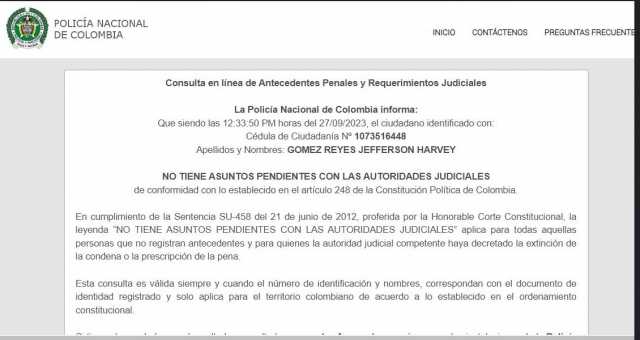 POLICÍA NACIONAL
DE COLOMBIA
INICIO CONTÁCTENOS PREGUNTAS FRECUENTE
Consulta en línea de Antecedentes Penales y Requerimientos Judiciales
La Policía Nacional de Colombia informa:
Que siendo las 12:33:50 PM horas del 27/09/2023, el ciudadano identificado con:
Cédula de Ciudadanía Nº 1073516448
Apellidos y Nombres: GOMEZ REYES JEFFERSON HARVEY
NO TIENE ASUNTOS PENDIENTES CON LAS AUTORIDADES JUDICIALES
de conformidad con lo establecido en el artículo 248 de la Constitución Política de Colombia.
En cumplimiento de la Sentencia SU-458 del 21 de junio de 2012, proferida por la Honorable Corte Constitucional, la
leyenda "NO TIENE ASUNTOS PENDIENTES CON LAS AUTORIDADES JUDICIALES" aplica para todas aquellas
personas que no registran antecedentes y para quienes la autoridad judicial competente haya decretado la extinción de
la condena o la prescripción de la pena.
Esta consulta es válida siempre y cuando el número de identificación y nombres, correspondan con el documento de
identidad registrado y solo aplica para el territorio colombiano de acuerdo a lo establecido en el ordenamiento
constitucional.